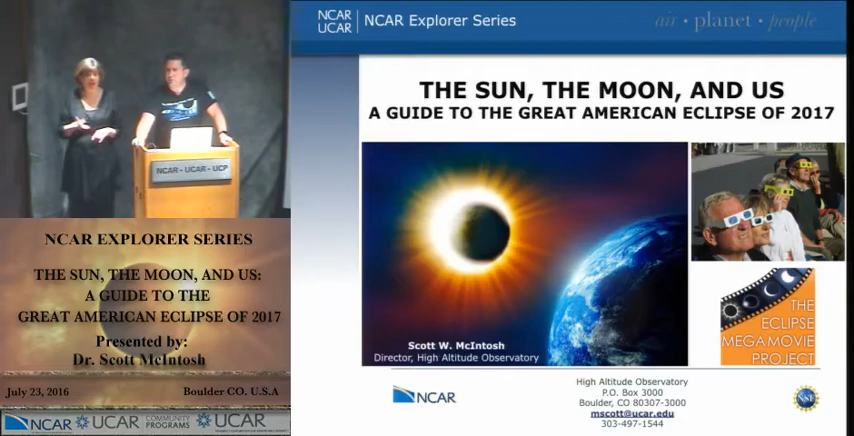 NCAR
UCAR
NCAR Explorer Series
air • planet • people
THE SUN, THE MOON, AND US
A GUIDE TO THE GREAT AMERICAN ECLIPSE OF 2017
NCAR - UCAR - UCP
NCAR EXPLORER SERIES
THE SUN, THE MOON, AND US:
A GUIDE TO THE
GREAT AMERICAN ECLIPSE OF 2017
Presented by:
Dr. Scott McIntosh
July 23, 2016
Boulder CO. U.S.A
NCAR
UCAR
COMMUNITY
PROGRAMS
UCAR
Scott W. McIntosh
Director, High Altitude Observatory
THE
ECLIPSE
MEGAMOVIE
PROJECT
NCAR
High Altitude Observatory
P.O. Box 3000
Boulder, CO 80307-3000
mscott@ucar.edu
303-497-1544
NSF